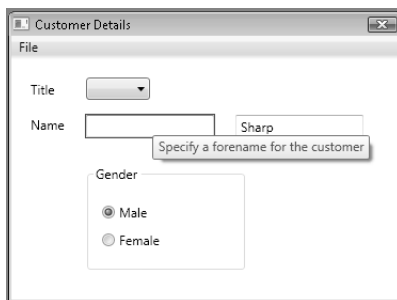 Customer Details
File
Title
Name
Sharp
Specify a forename for the customer
Gender
Male
Female